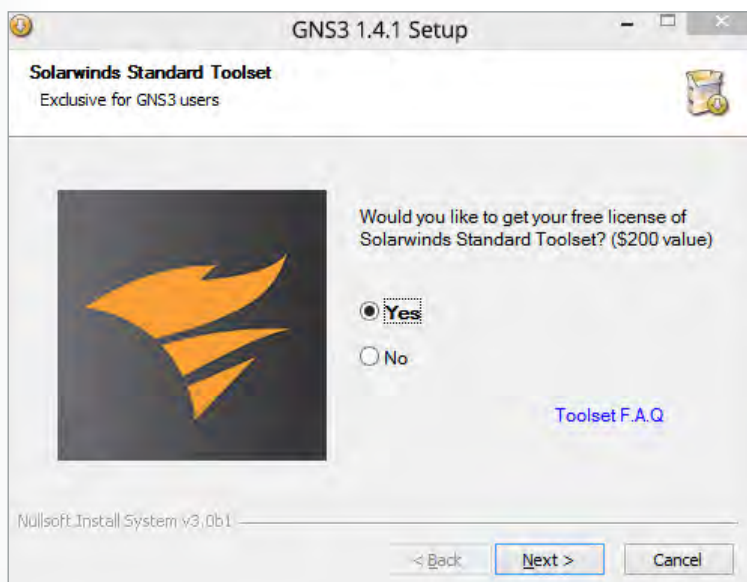 GNS3 1.4.1 Setup
Solarwinds Standard Toolset
Exclusive for GNS3 users
Would you like to get your free license of
Solarwinds Standard Toolset? ($200 value)
Yes
No
Toolset F.A.Q
Nullsoft Install System v3.0b1
< Back
Next >
Cancel